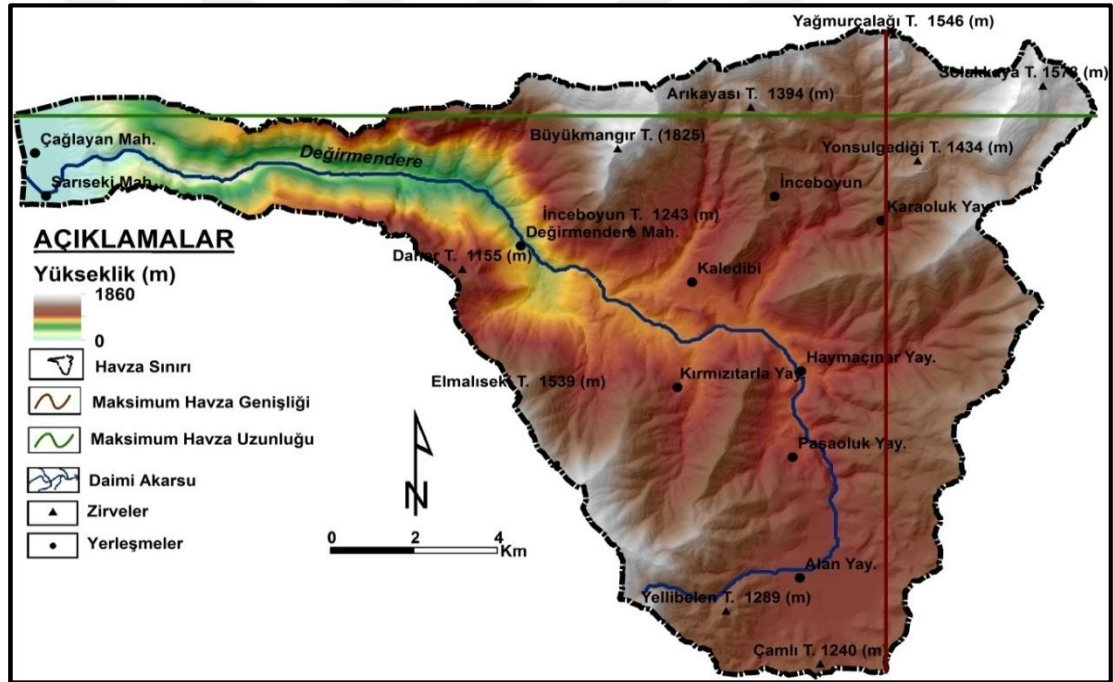 Yağmurçalağı T. 1546 (m)
Solakkaya T. 1578 (m)
Arıkayası T. 1394 (m)
Büyükmangır T. (1825)
Yonsulgediği T. 1434(m)
Çağlayan Mah.
Değirmendere
Sarıseki Mah.
İnceboyun
Karaoluk Yay.
İnceboyun T. 1243 (m)
Değirmendere Mah.
Daner T. 1155 (m)
Kaledibi
Haymaçınar Yay.
Elmalısek T. 1539 (m)
Kırmızıtarla Yay.
Paşaoluk Yay.
Alan Yay.
Yellibelen T. 1289 (m)
Çamlı T. 1240 (m)
AÇIKLAMALAR
Yükseklik (m)
1860
0
Havza Sınırı
Maksimum Havza Genişliği
Maksimum Havza Uzunluğu
Daimi Akarsu
Zirveler
Yerleşmeler
N
0 2 4
Km